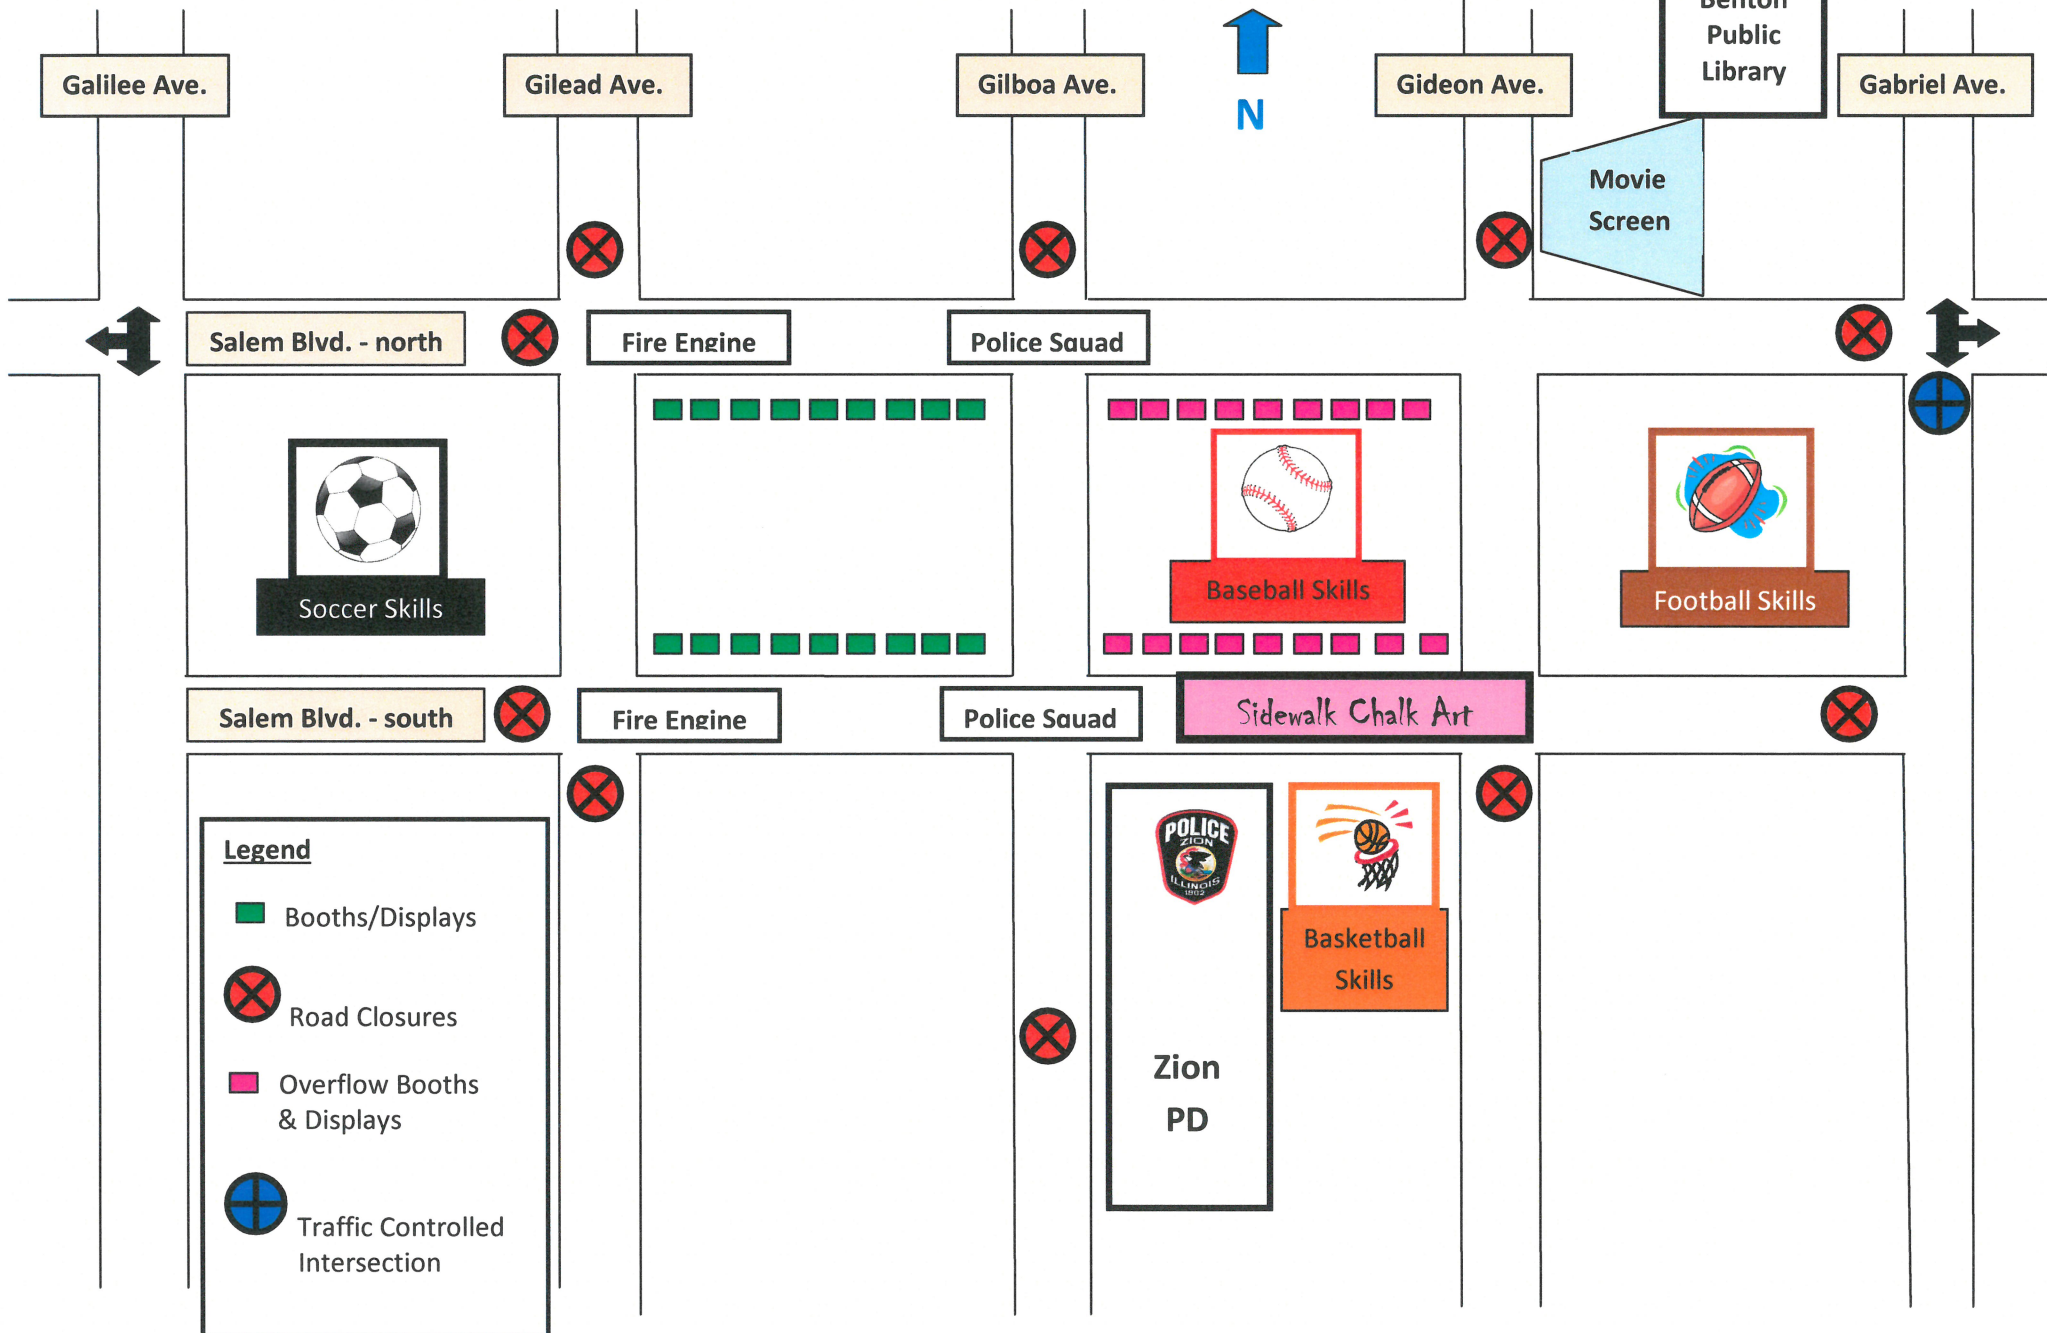 Benton
Public
Library
Galilee Ave.
Gilead Ave.
Gilboa Ave.
N
Gideon Ave.
Gabriel Ave.
Movie
Screen
Salem Blvd. - north
Fire Engine
Police Squad
Soccer Skills
Baseball Skills
Football Skills
Salem Blvd. - south
Fire Engine
Police Squad
Sidewalk Chalk Art
Legend
Booths/Displays
Road Closures
Overflow Booths
& Displays
Traffic Controlled
Intersection
POLICE
ZION
ILLINOIS
1902
Zion
PD
Basketball
Skills